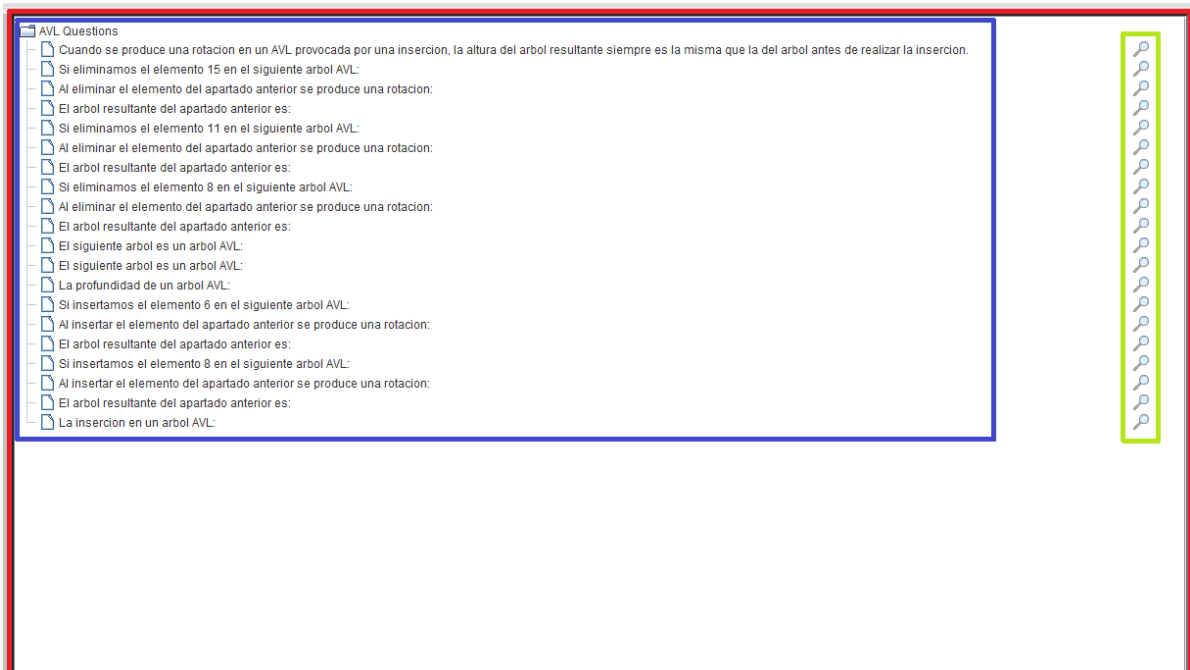 AVL Questions
Cuando se produce una rotacion en un AVL provocada por una insercion, la altura del arbol resultante siempre es la misma que la del arbol antes de realizar la insercion.
Si eliminamos el elemento 15 en el siguiente arbol AVL:
Al eliminar el elemento del apartado anterior se produce una rotacion:
El arbol resultante del apartado anterior es:
Si eliminamos el elemento 11 en el siguiente arbol AVL:
Al eliminar el elemento del apartado anterior se produce una rotacion:
El arbol resultante del apartado anterior es:
Si eliminamos el elemento 8 en el siguiente arbol AVL:
Al eliminar el elemento del apartado anterior se produce una rotacion:
El arbol resultante del apartado anterior es:
El siguiente arbol es un arbol AVL:
El siguiente arbol es un arbol AVL:
La profundidad de un arbol AVL:
Si insertamos el elemento 6 en el siguiente arbol AVL:
Al insertar el elemento del apartado anterior se produce una rotacion:
El arbol resultante del apartado anterior es:
Si insertamos el elemento 8 en el siguiente arbol AVL:
Al insertar el elemento del apartado anterior se produce una rotacion:
El arbol resultante del apartado anterior es:
La insercion en un arbol AVL: